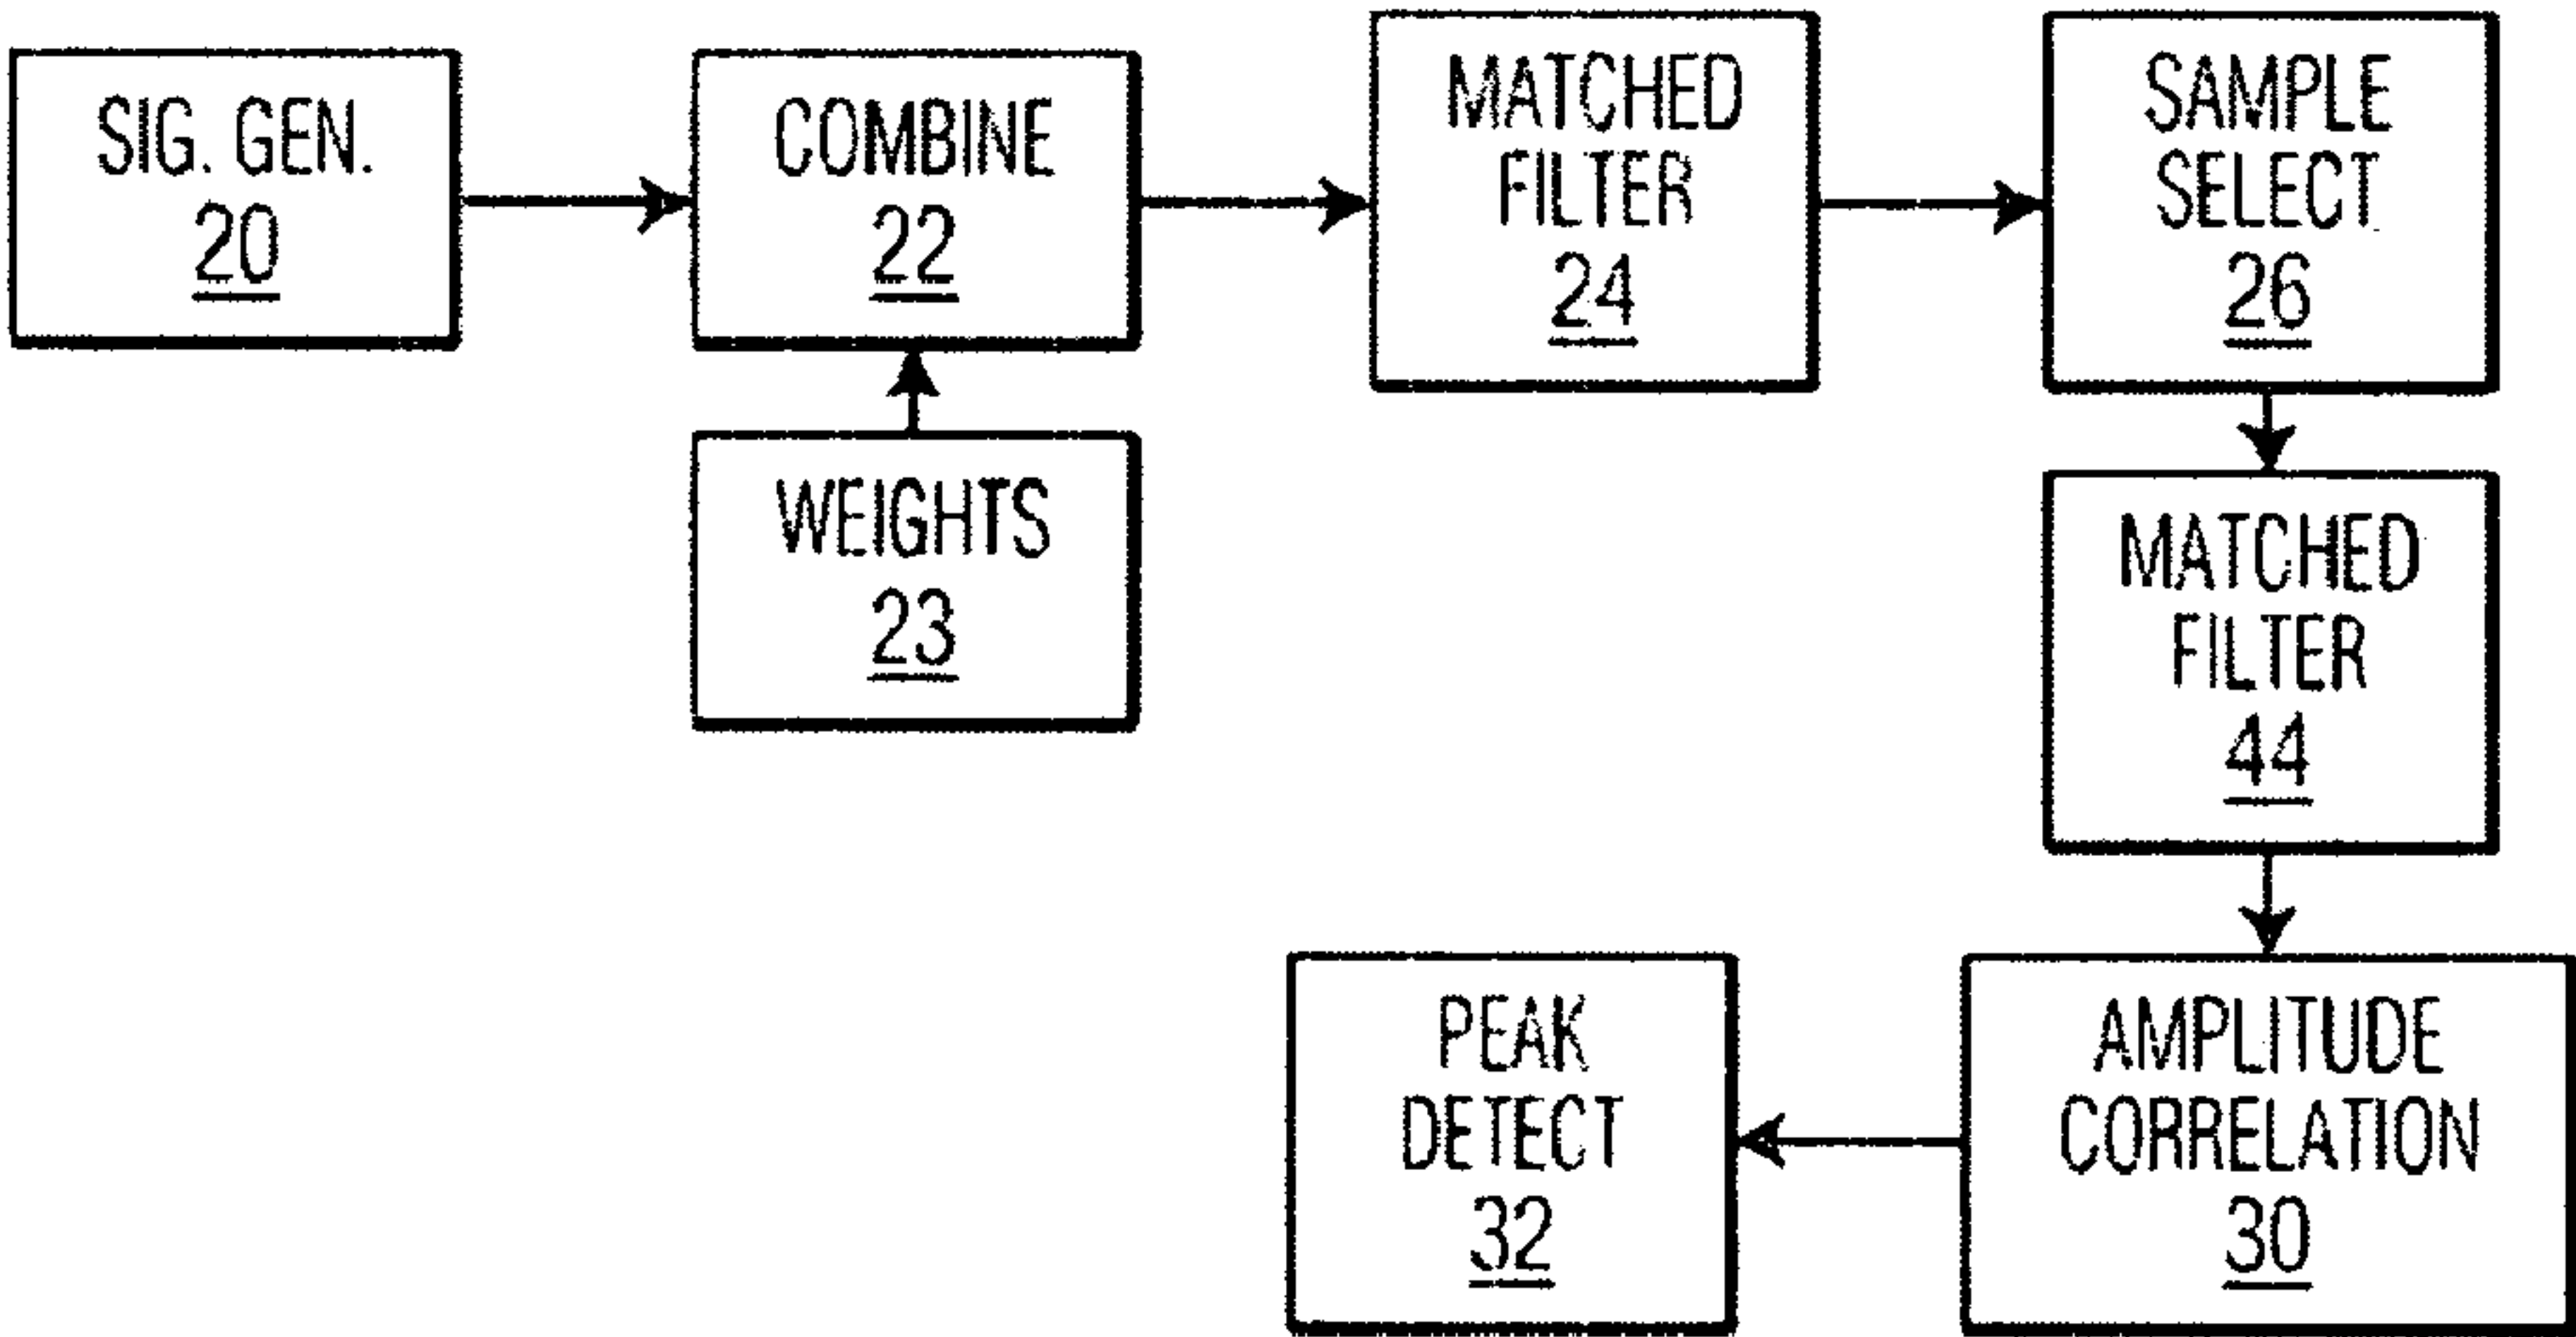 SIG. GEN.
20
COMBINE
22
WEIGHTS
23
MATCHED
FILTER
24
SAMPLE
SELECT
26
MATCHED
FILTER
44
AMPLITUDE
CORRELATION
30
PEAK
DETECT
32